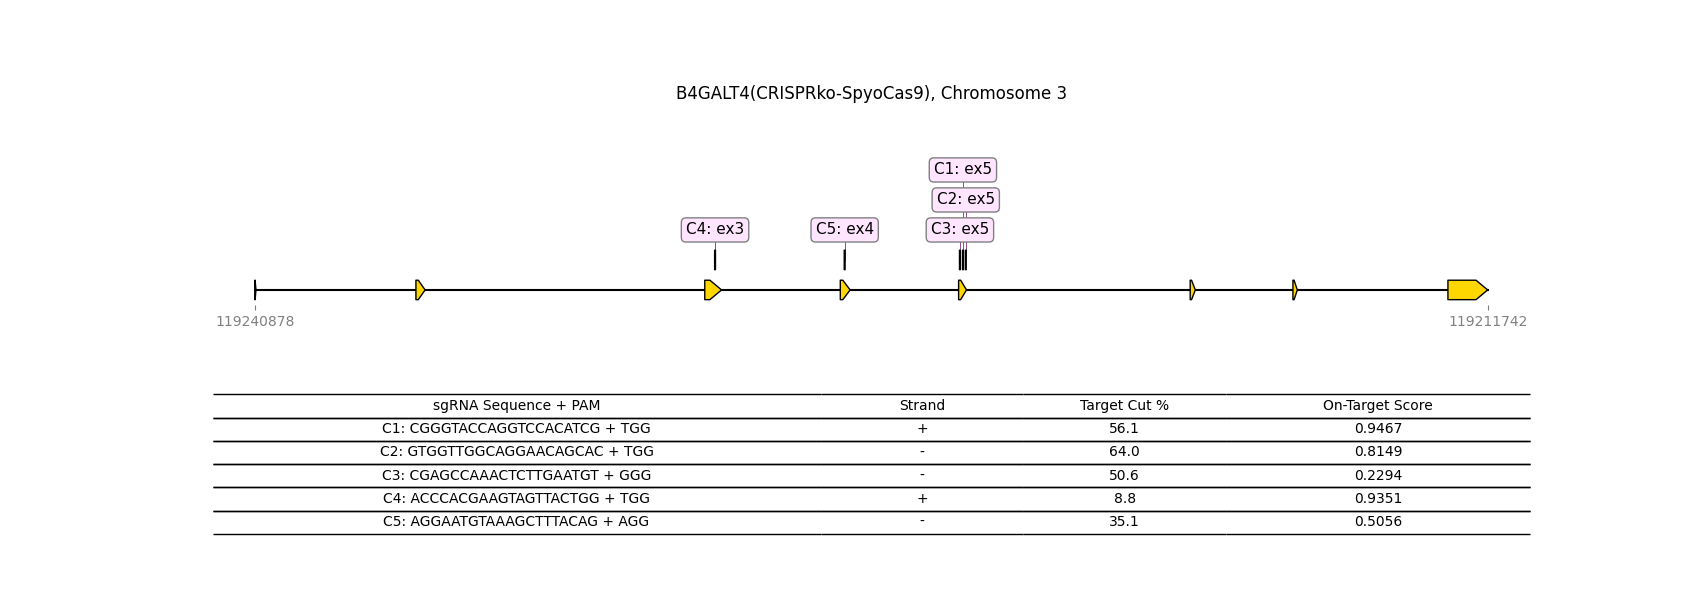 B4GALT4(CRISPRko-SpyoCas9), Chromosome 3
C1: ex5
C2: ex5
C4: ex3 C5: ex4 C3: ex5
119240878 119211742
sgRNA Sequence + PAM Strand Target Cut % On-Target Score
C1: CGGGTACCAGGTCCACATCG + TGG + 56.1 0.9467
C2: GTGGTTGGCAGGAACAGCAC + TGG - 64.0 0.8149
C3: CGAGCCAAACTCTTGAATGT + GGG - 50.6 0.2294
C4: ACCCACGAAGTAGTTACTGG + TGG + 8.8 0.9351
C5: AGGAATGTAAAGCTTTACAG + AGG - 35.1 0.5056